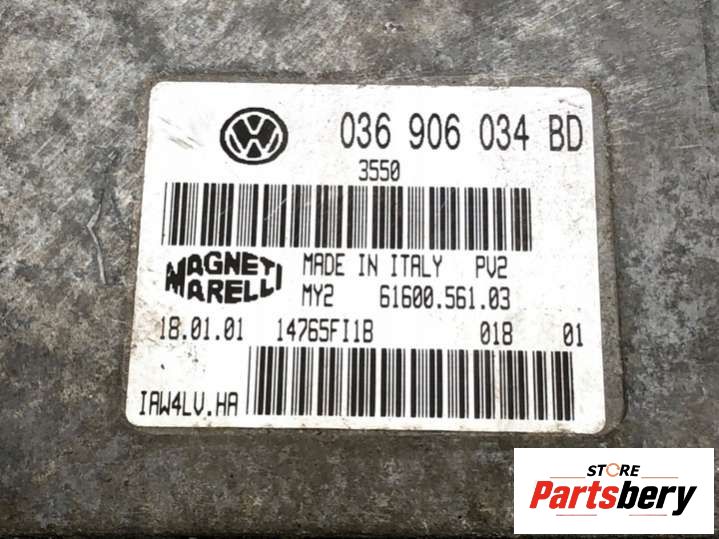 036 906 034 BD
3550
MAGNETI MARELLI
MADE IN ITALY PV2
MY2 61600.561.03
18.01.01 14765FI1B 018 01
IAW4LV.HA
STORE
Partsbery